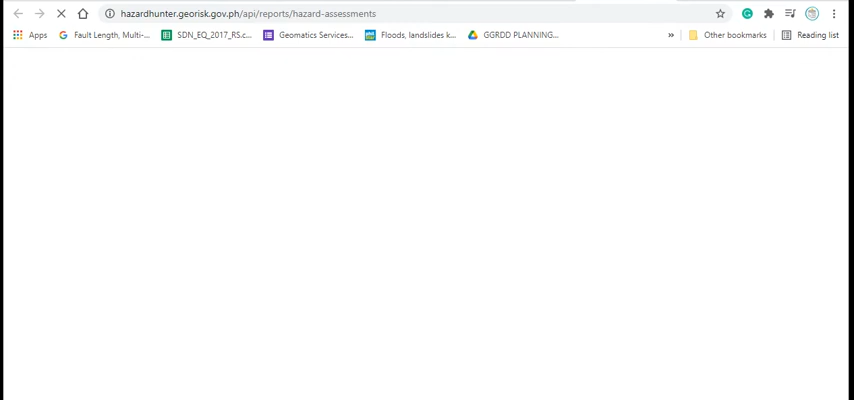 hazardhunter.georisk.gov.ph/api/reports/hazard-assessments
Apps Fault Length, Multi-... SDN_EQ_2017_RS.c... Geomatics Services... Floods, landslides k... GGRDD PLANNING... » Other bookmarks Reading list